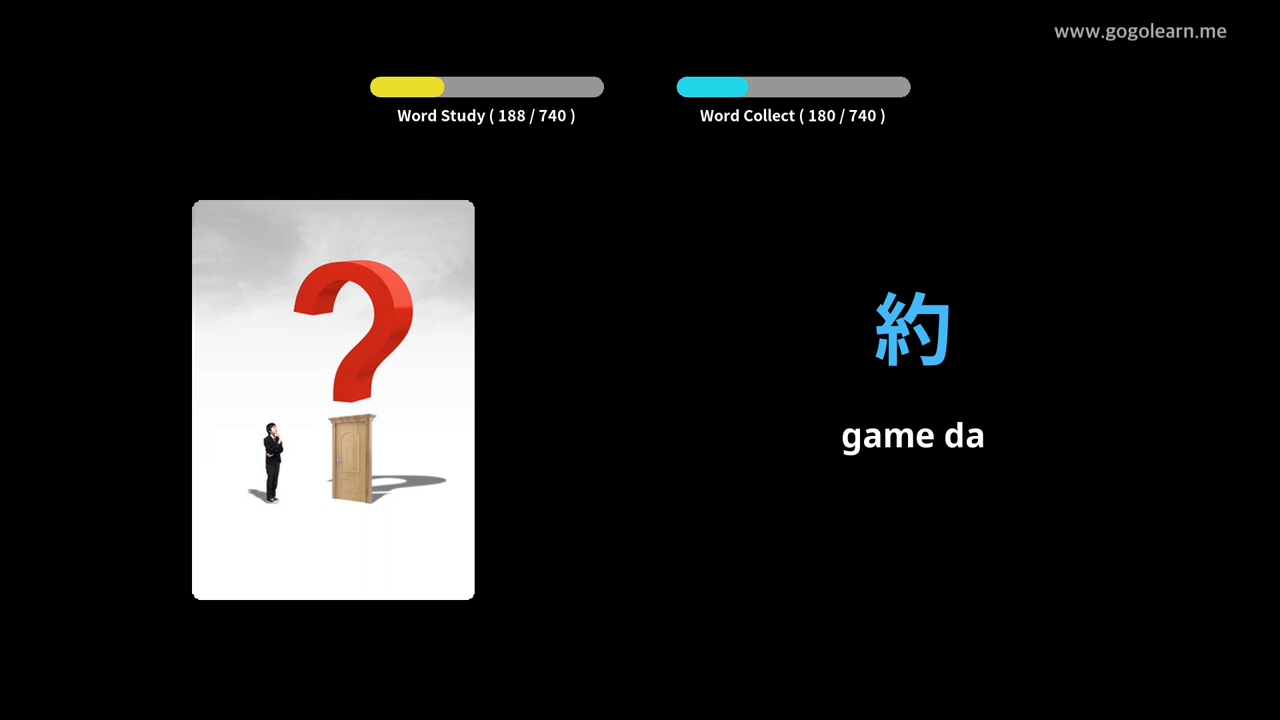 www.gogolearn.me
Word Study ( 188 / 740 )
Word Collect ( 180 / 740 )
?
約
game da